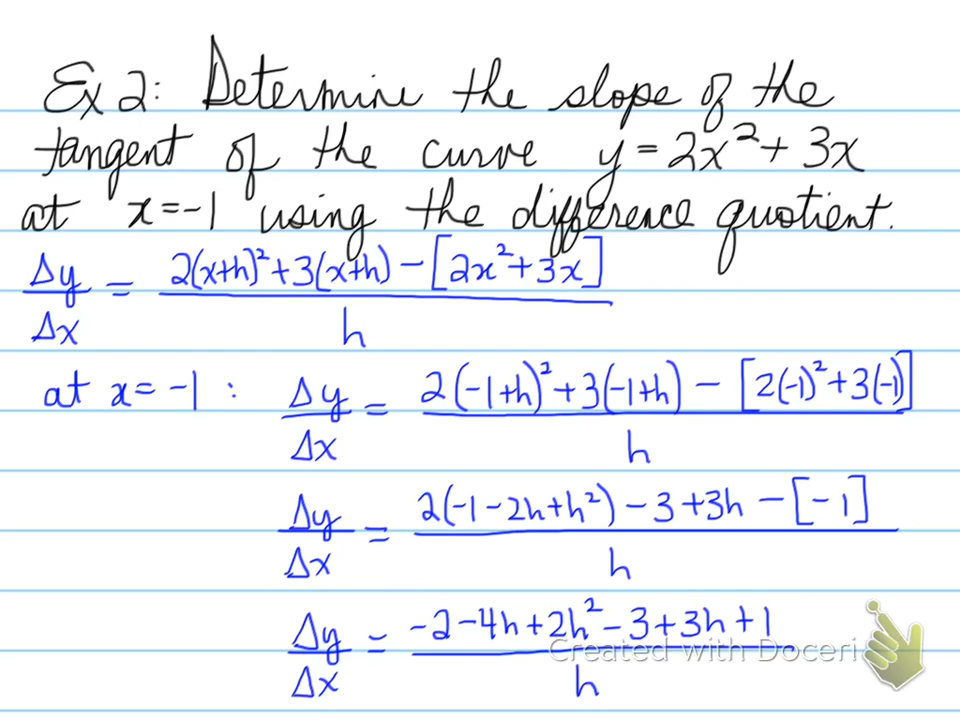 Ex 2: Determine the slope of the
tangent of the curve y = 2x² + 3x
at x = -1 using the difference quotient.
Δy/Δx = (2(x+h)² + 3(x+h) - [2x² + 3x])/h
at x = -1 : Δy/Δx = (2(-1+h)² + 3(-1+h) - [2(-1)² + 3(-1)])/h
Δy/Δx = (2(-1 - 2h + h²) - 3 + 3h - [-1])/h
Δy/Δx = (-2 - 4h + 2h² - 3 + 3h + 1)/h
Created with Doceri